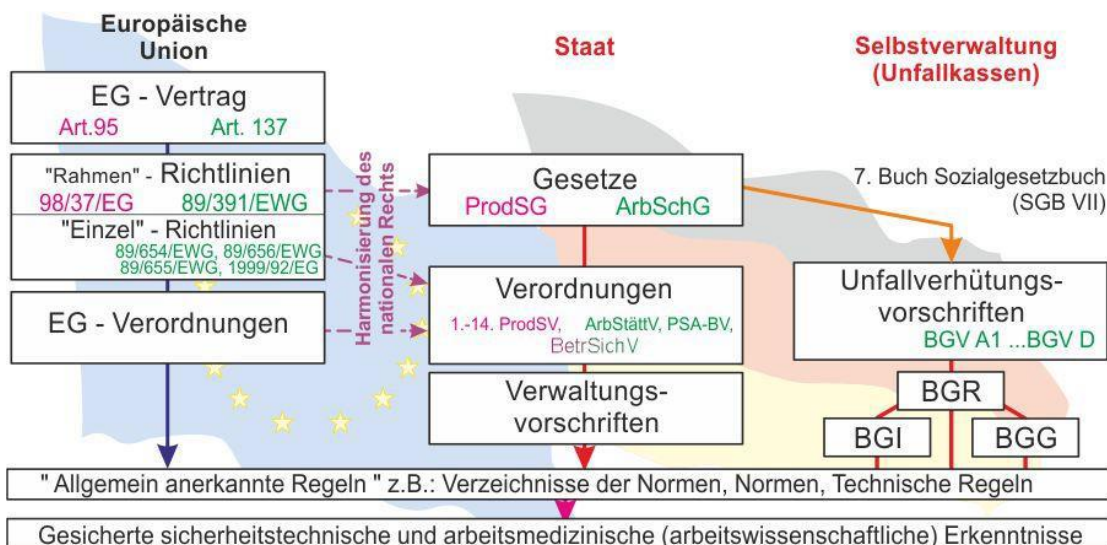 Europäische
Union
EG - Vertrag
Art.95 Art. 137
"Rahmen" - Richtlinien
98/37/EG 89/391/EWG
"Einzel" - Richtlinien
89/654/EWG, 89/656/EWG
89/655/EWG, 1999/92/EG
EG - Verordnungen
Harmonisierung des
nationalen Rechts
Staat
Gesetze
ProdSG ArbSchG
Verordnungen
1.-14. ProdSV, ArbStättV, PSA-BV,
BetrSichV
Verwaltungs-
vorschriften
Selbstverwaltung
(Unfallkassen)
7. Buch Sozialgesetzbuch
(SGB VII)
Unfallverhütungs-
vorschriften
BGV A1 ...BGV D
BGR
BGI BGG
" Allgemein anerkannte Regeln " z.B.: Verzeichnisse der Normen, Normen, Technische Regeln
Gesicherte sicherheitstechnische und arbeitsmedizinische (arbeitswissenschaftliche) Erkenntnisse